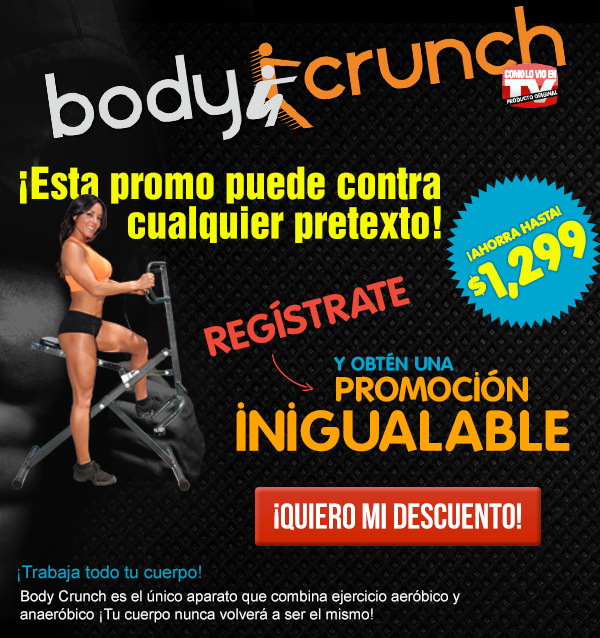 body crunch
COMO LO VIO EN
TV
PRODUCTO ORIGINAL
¡Esta promo puede contra
cualquier pretexto!
¡AHORRA HASTA!
$1,299
REGÍSTRATE
Y OBTÉN UNA
PROMOCIÓN
INIGUALABLE
¡QUIERO MI DESCUENTO!
¡Trabaja todo tu cuerpo!
Body Crunch es el único aparato que combina ejercicio aeróbico y
anaeróbico ¡Tu cuerpo nunca volverá a ser el mismo!